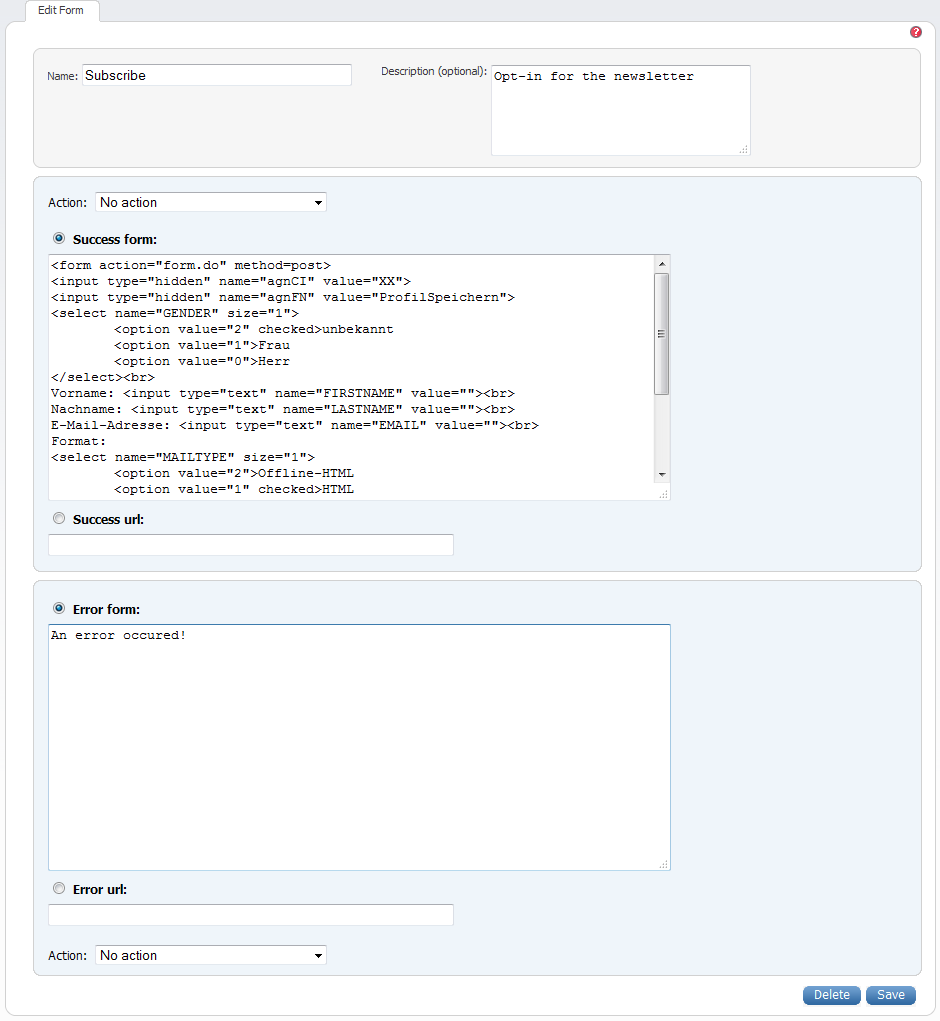 Edit Form
?
Name: Subscribe
Description (optional): Opt-in for the newsletter
Action: No action
Success form:
<form action="form.do" method=post>
<input type="hidden" name="agnCI" value="XX">
<input type="hidden" name="agnFN" value="ProfilSpeichern">
<select name="GENDER" size="1">
<option value="2" checked>unbekannt
<option value="1">Frau
<option value="0">Herr
</select><br>
Vorname: <input type="text" name="FIRSTNAME" value=""><br>
Nachname: <input type="text" name="LASTNAME" value=""><br>
E-Mail-Adresse: <input type="text" name="EMAIL" value=""><br>
Format:
<select name="MAILTYPE" size="1">
<option value="2">Offline-HTML
<option value="1" checked>HTML
Success url:
Error form:
An error occured!
Error url:
Action: No action
Delete Save